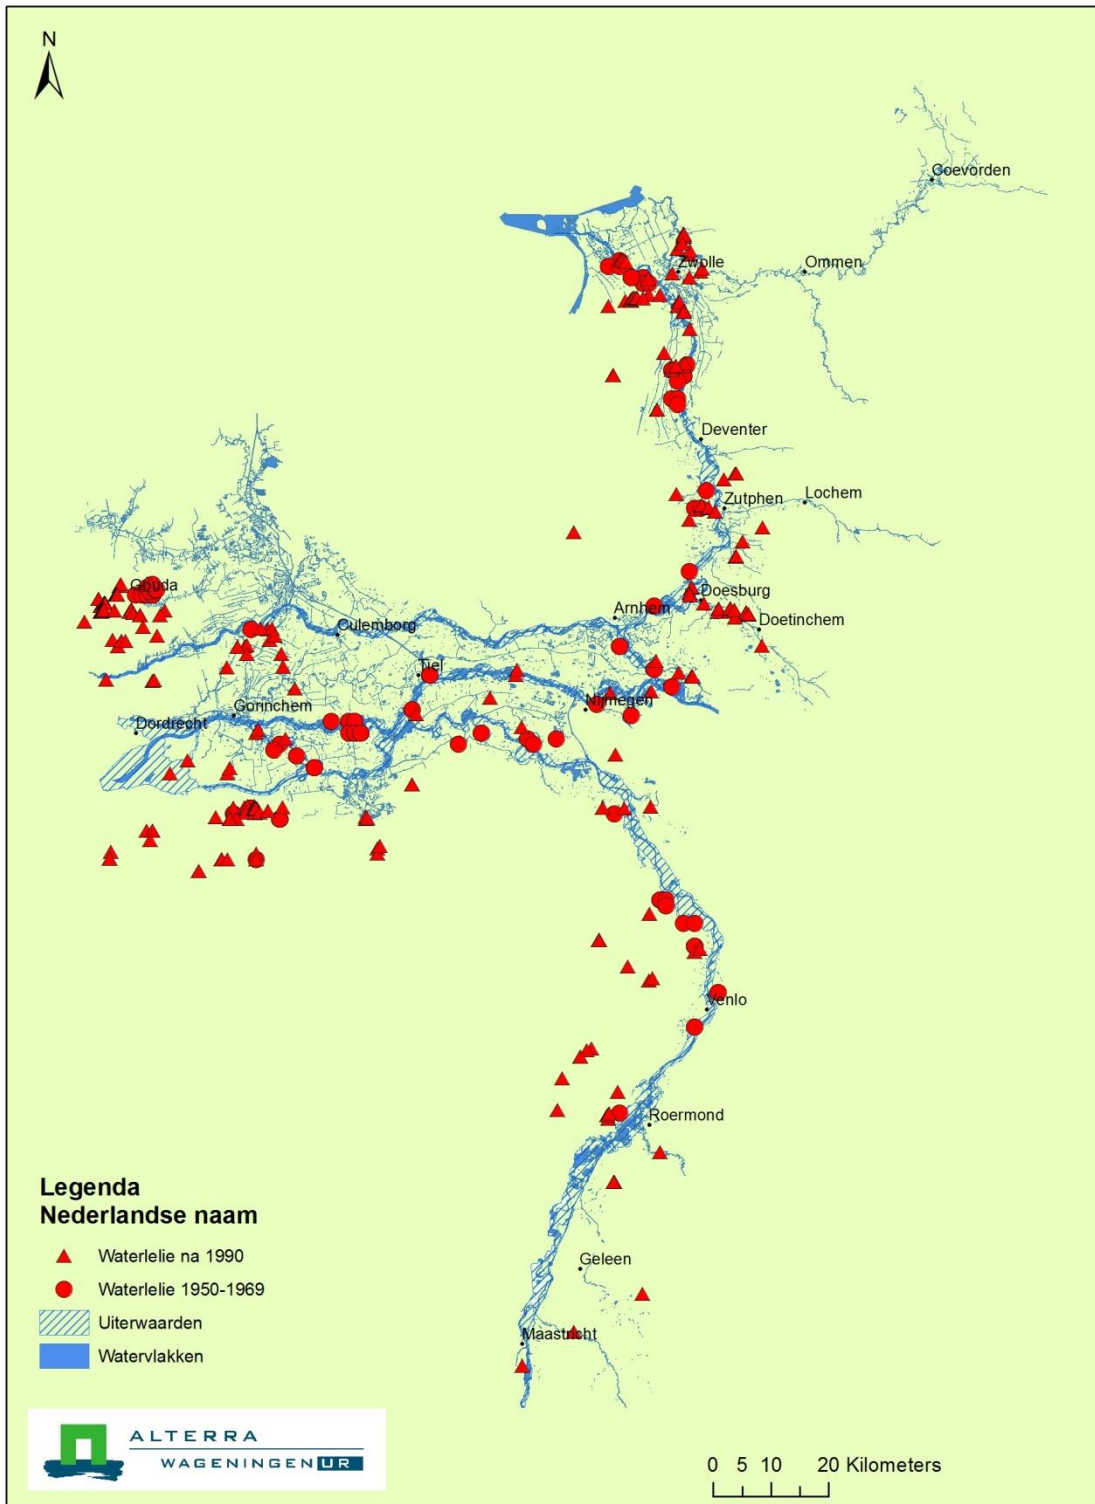 N
Coevorden
Zwolle
Ommen
Deventer
Zutphen
Lochem
Gouda
Doesburg
Arnhem
Doetinchem
Culemborg
Tiel
Gorinchem
Nijmegen
Dordrecht
Venlo
Roermond
Legenda
Nederlandse naam
Waterlelie na 1990
Waterlelie 1950-1969
Uiterwaarden
Watervlakken
Geleen
Maastricht
ALTERRA
WAGENINGEN UR
0 5 10 20 Kilometers